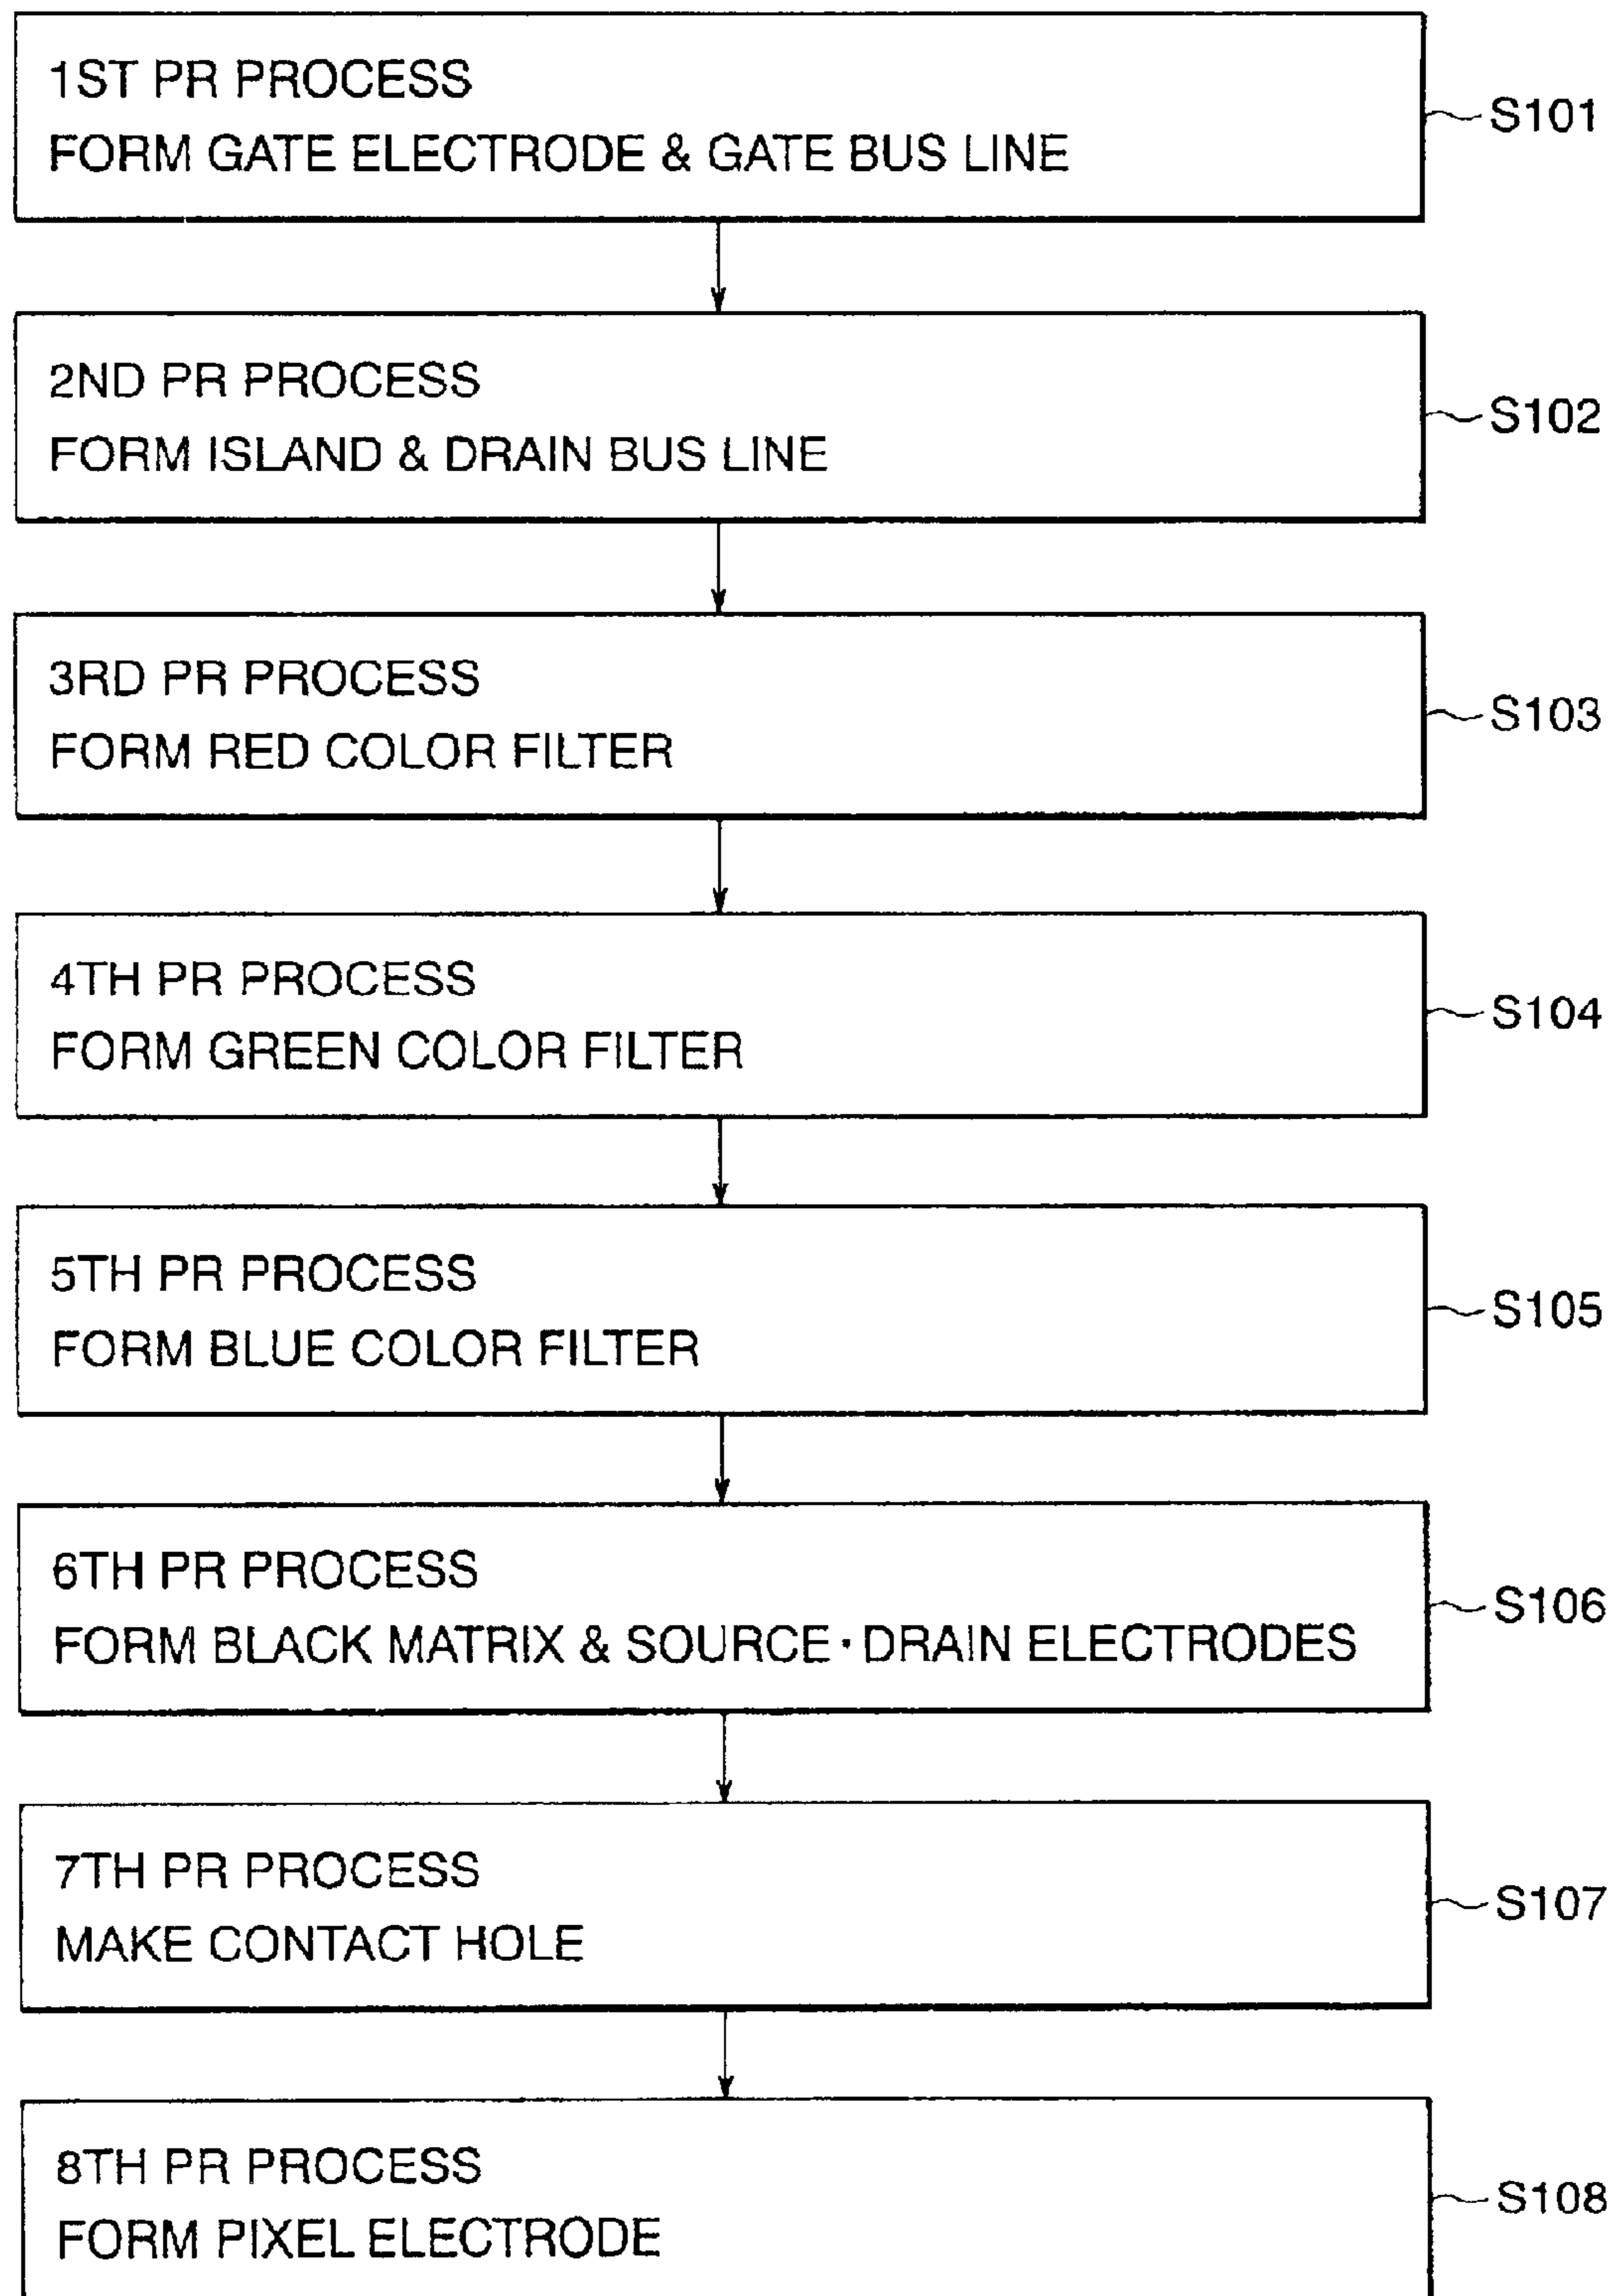 1ST PR PROCESS
FORM GATE ELECTRODE & GATE BUS LINE
S101
2ND PR PROCESS
FORM ISLAND & DRAIN BUS LINE
S102
3RD PR PROCESS
FORM RED COLOR FILTER
S103
4TH PR PROCESS
FORM GREEN COLOR FILTER
S104
5TH PR PROCESS
FORM BLUE COLOR FILTER
S105
6TH PR PROCESS
FORM BLACK MATRIX & SOURCE・DRAIN ELECTRODES
S106
7TH PR PROCESS
MAKE CONTACT HOLE
S107
8TH PR PROCESS
FORM PIXEL ELECTRODE
S108